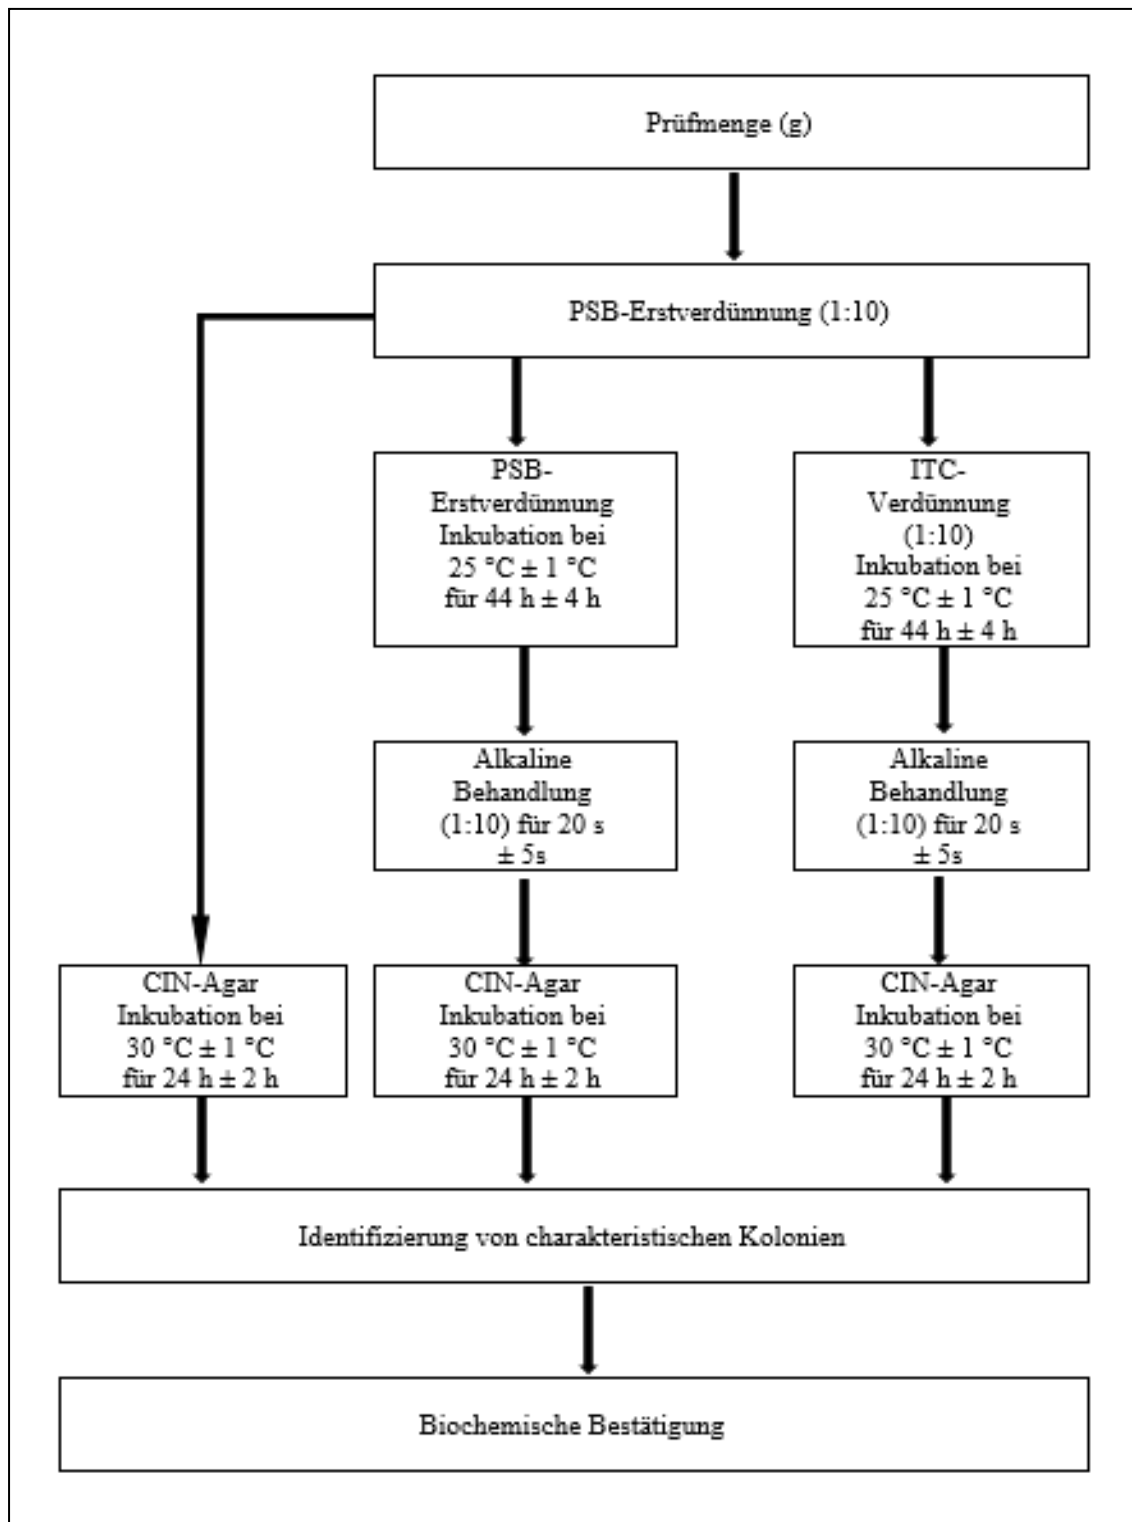 Prüfmenge (g)
PSB-Erstverdünnung (1:10)
PSB-
Erstverdünnung
Inkubation bei
25 °C ± 1 °C
für 44 h ± 4 h
ITC-
Verdünnung
(1:10)
Inkubation bei
25 °C ± 1 °C
für 44 h ± 4 h
Alkaline
Behandlung
(1:10) für 20 s
± 5s
Alkaline
Behandlung
(1:10) für 20 s
± 5s
CIN-Agar
Inkubation bei
30 °C ± 1 °C
für 24 h ± 2 h
CIN-Agar
Inkubation bei
30 °C ± 1 °C
für 24 h ± 2 h
CIN-Agar
Inkubation bei
30 °C ± 1 °C
für 24 h ± 2 h
Identifizierung von charakteristischen Kolonien
Biochemische Bestätigung